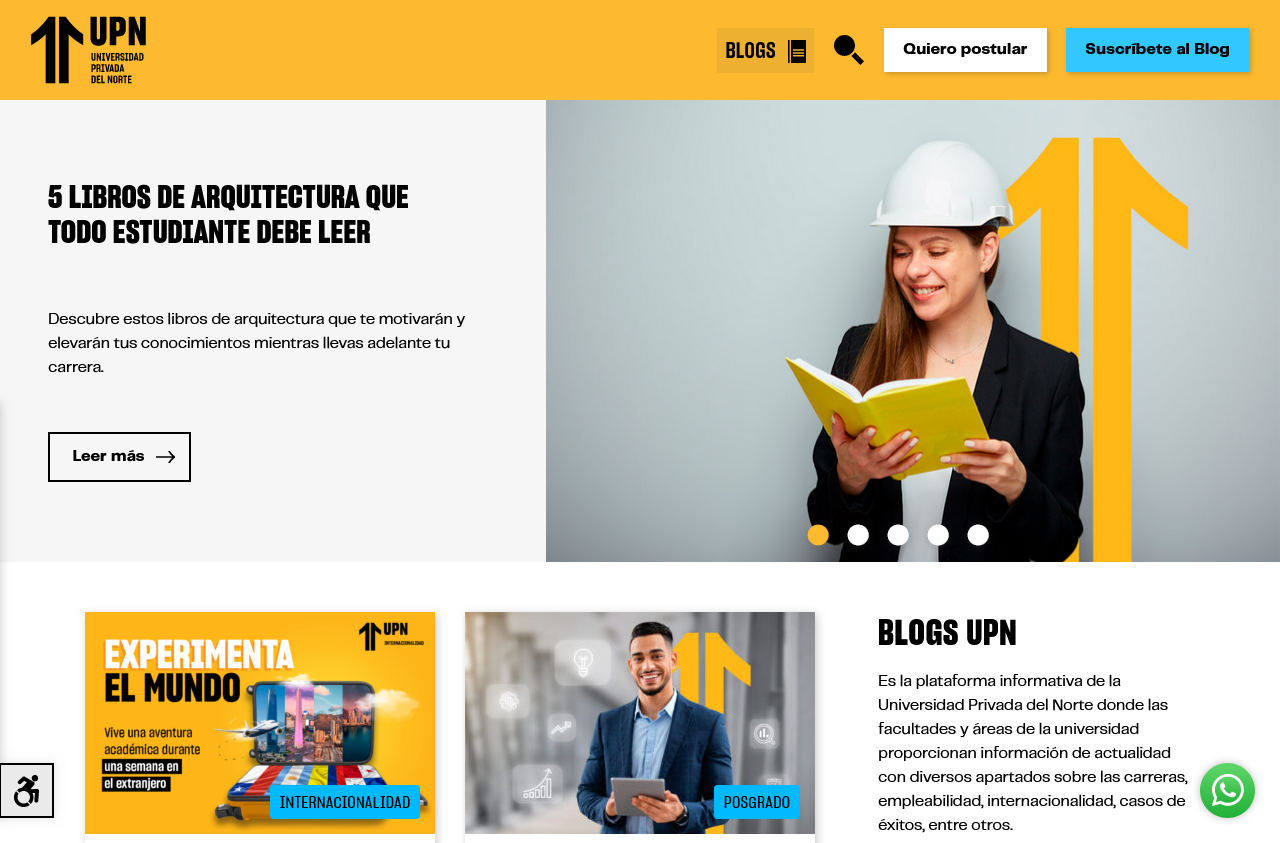 UPN
UNIVERSIDAD
PRIVADA
DEL NORTE
BLOGS
Quiero postular
Suscríbete al Blog
5 LIBROS DE ARQUITECTURA QUE
TODO ESTUDIANTE DEBE LEER
Descubre estos libros de arquitectura que te motivarán y
elevarán tus conocimientos mientras llevas adelante tu
carrera.
Leer más
UPN
INTERNACIONALIDAD
EXPERIMENTA
EL MUNDO
Vive una aventura
académica durante
una semana en
el extranjero
INTERNACIONALIDAD
POSGRADO
BLOGS UPN
Es la plataforma informativa de la
Universidad Privada del Norte donde las
facultades y áreas de la universidad
proporcionan información de actualidad
con diversos apartados sobre las carreras,
empleabilidad, internacionalidad, casos de
éxitos, entre otros.